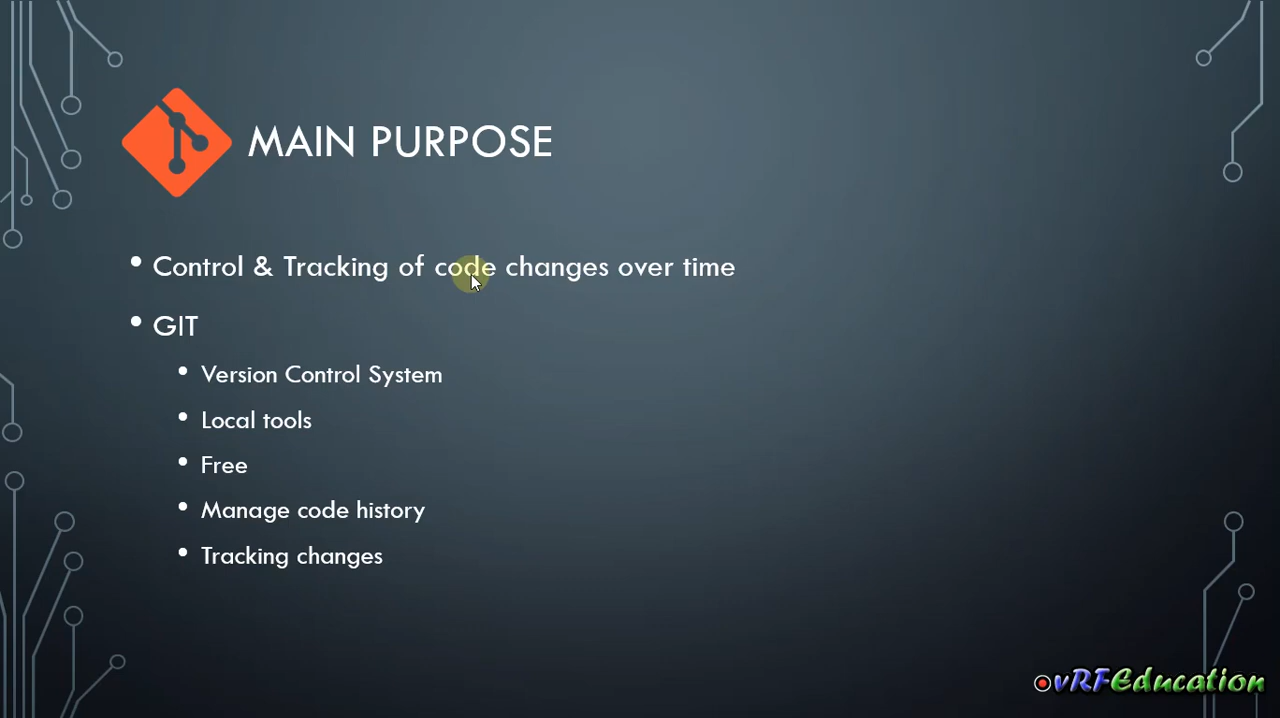 MAIN PURPOSE
• Control & Tracking of code changes over time
• GIT
• Version Control System
• Local tools
• Free
• Manage code history
• Tracking changes
vRFEducation